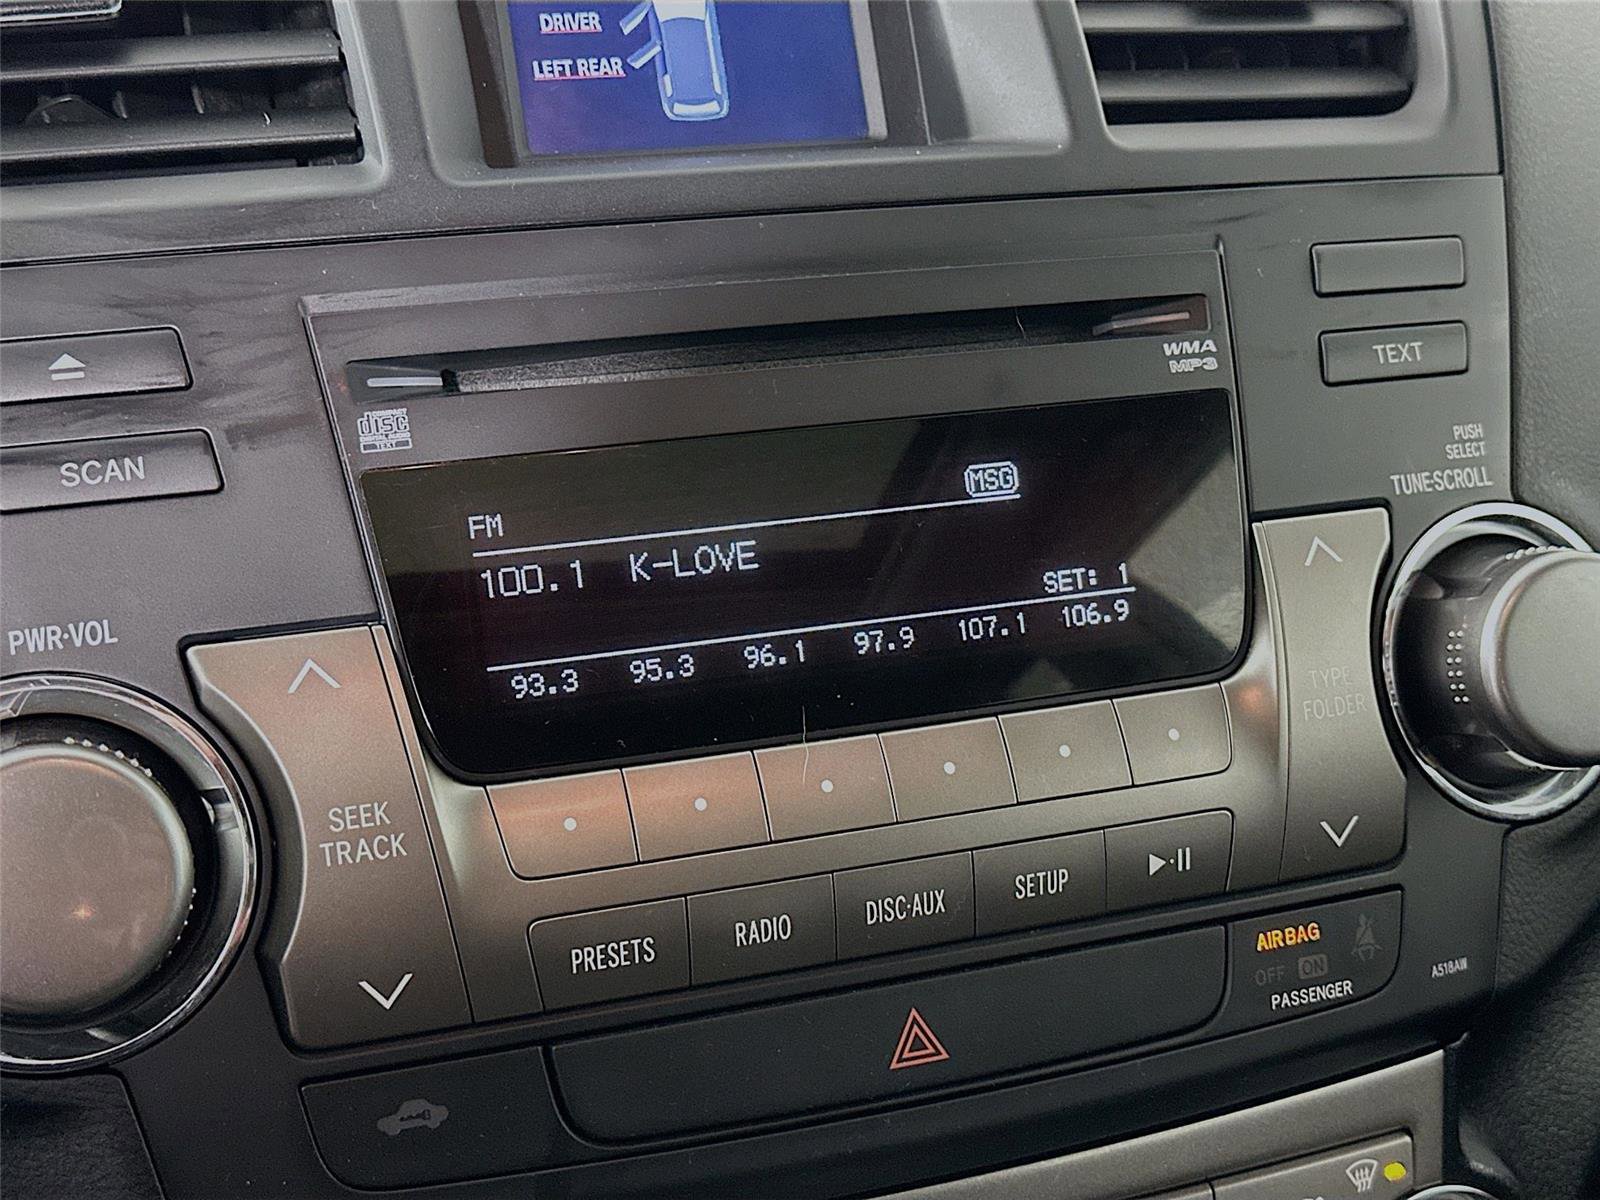 DRIVER
LEFT REAR
WMA
MP3
TEXT
COMPACT
disc
DIGITAL AUDIO
TEXT
SCAN
PUSH
SELECT
TUNE·SCROLL
MSG
FM
100.1 K-LOVE
SET: 1
93.3 95.3 96.1 97.9 107.1 106.9
PWR·VOL
SEEK
TRACK
TYPE
FOLDER
PRESETS RADIO DISC·AUX SETUP
AIRBAG
OFF ON
PASSENGER
A518AW